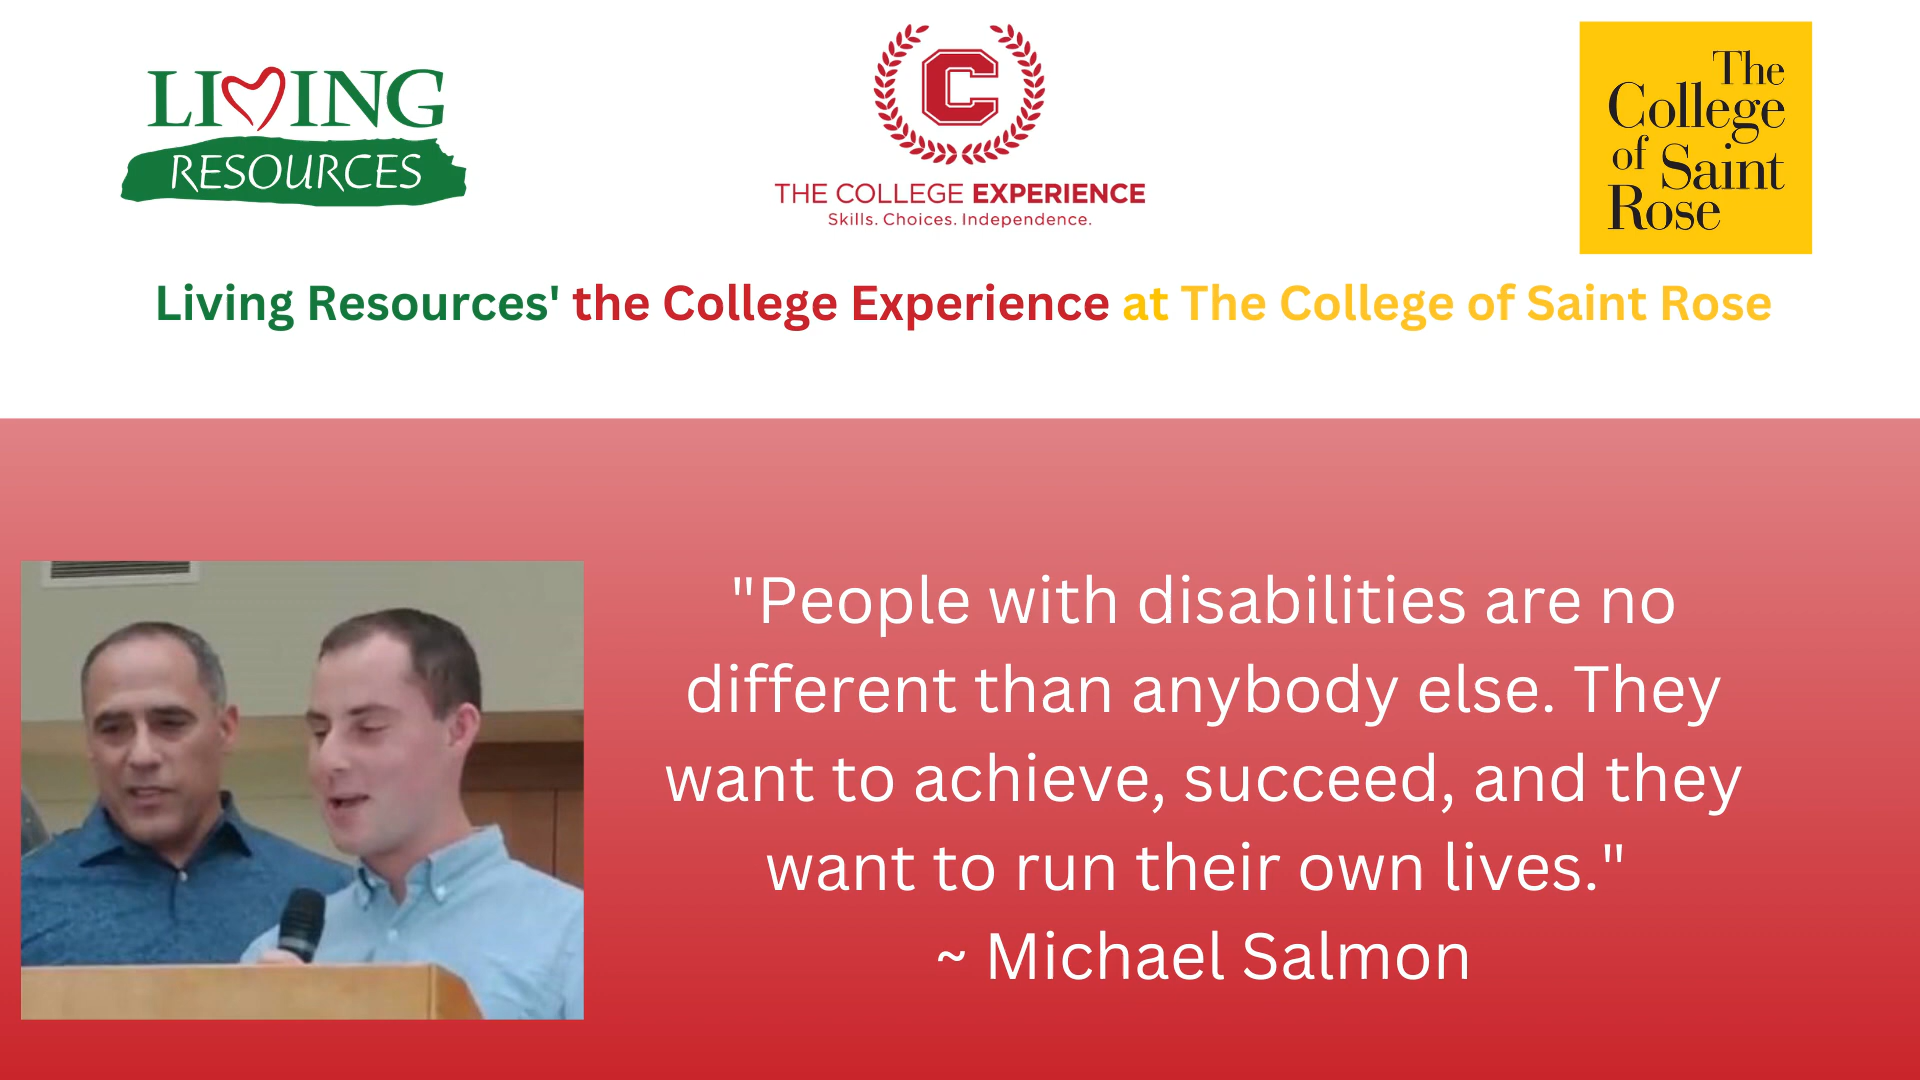 LIVING
RESOURCES
C
THE COLLEGE EXPERIENCE
Skills. Choices. Independence.
The
College
of Saint
Rose
Living Resources' the College Experience at The College of Saint Rose
"People with disabilities are no
different than anybody else. They
want to achieve, succeed, and they
want to run their own lives."
~ Michael Salmon